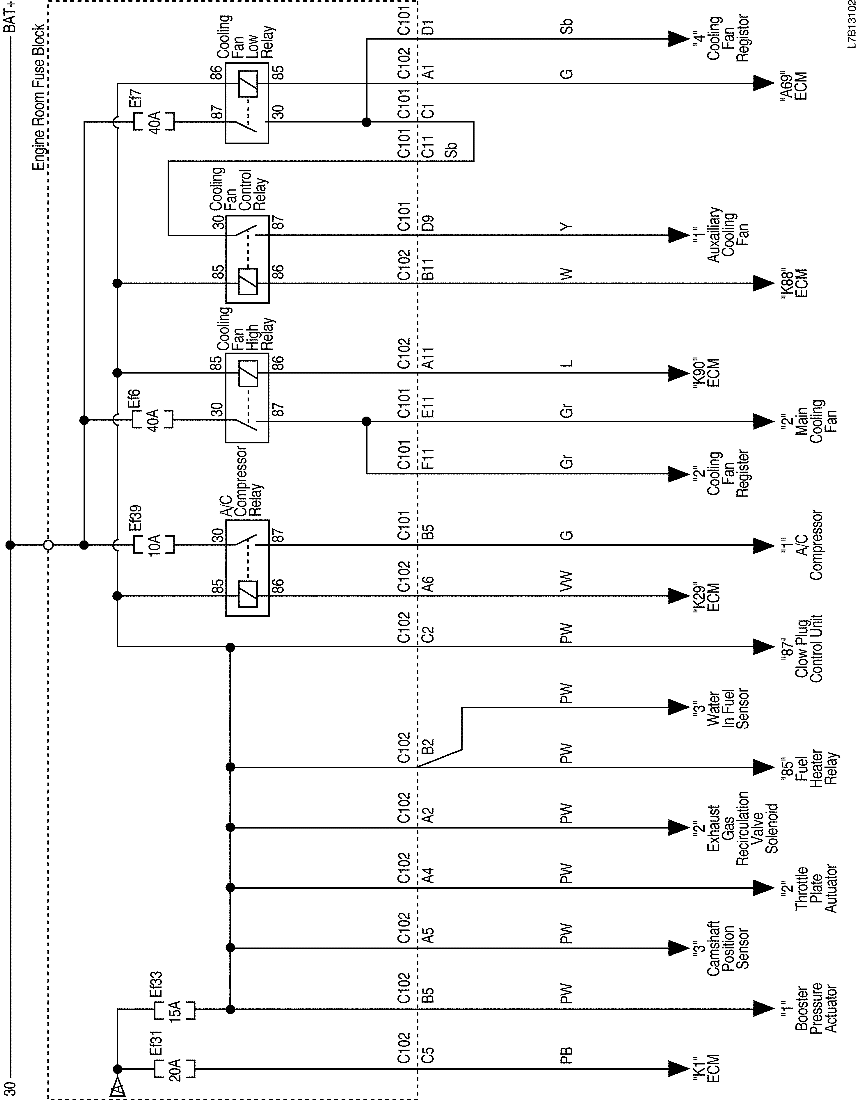 30
BAT+
L7B13102
Engine Room Fuse Block
Cooling
Fan
Low
Relay
86
85
87
30
Ef7
40A
C101
D1
Sb
"4"
Cooling
Fan
Registor
C102
A1
G
"A69"
ECM
C101
C1
C101
C11
Sb
Cooling
Fan
Control
Relay
30
87
85
86
C101
D9
Y
"1"
Auxailiary
Cooling
Fan
C102
B11
W
"K88"
ECM
Cooling
Fan
High
Relay
85
86
30
87
Ef6
40A
C102
A11
L
"K90"
ECM
C101
E11
Gr
"2"
Main
Cooling
Fan
C101
F11
Gr
"2"
Cooling
Fan
Register
A/C
Compressor
Relay
30
87
85
86
Ef39
10A
C101
B5
G
"1"
A/C
Compressor
C102
A6
VW
"K29"
ECM
C102
C2
PW
"87"
Clow Plug
Control Unit
PW
"3"
Water
In Fuel
Sensor
C102
B2
PW
"85"
Fuel
Heater
Relay
C102
A2
PW
"2"
Exhaust
Gas
Recirculation
Valve
Solenoid
C102
A4
PW
"2"
Throttle
Plate
Autuator
C102
A5
PW
"3"
Camshaft
Position
Sensor
Ef33
15A
C102
B5
PW
"1"
Booster
Pressure
Actuator
A
Ef31
20A
C102
C5
PB
"K1"
ECM